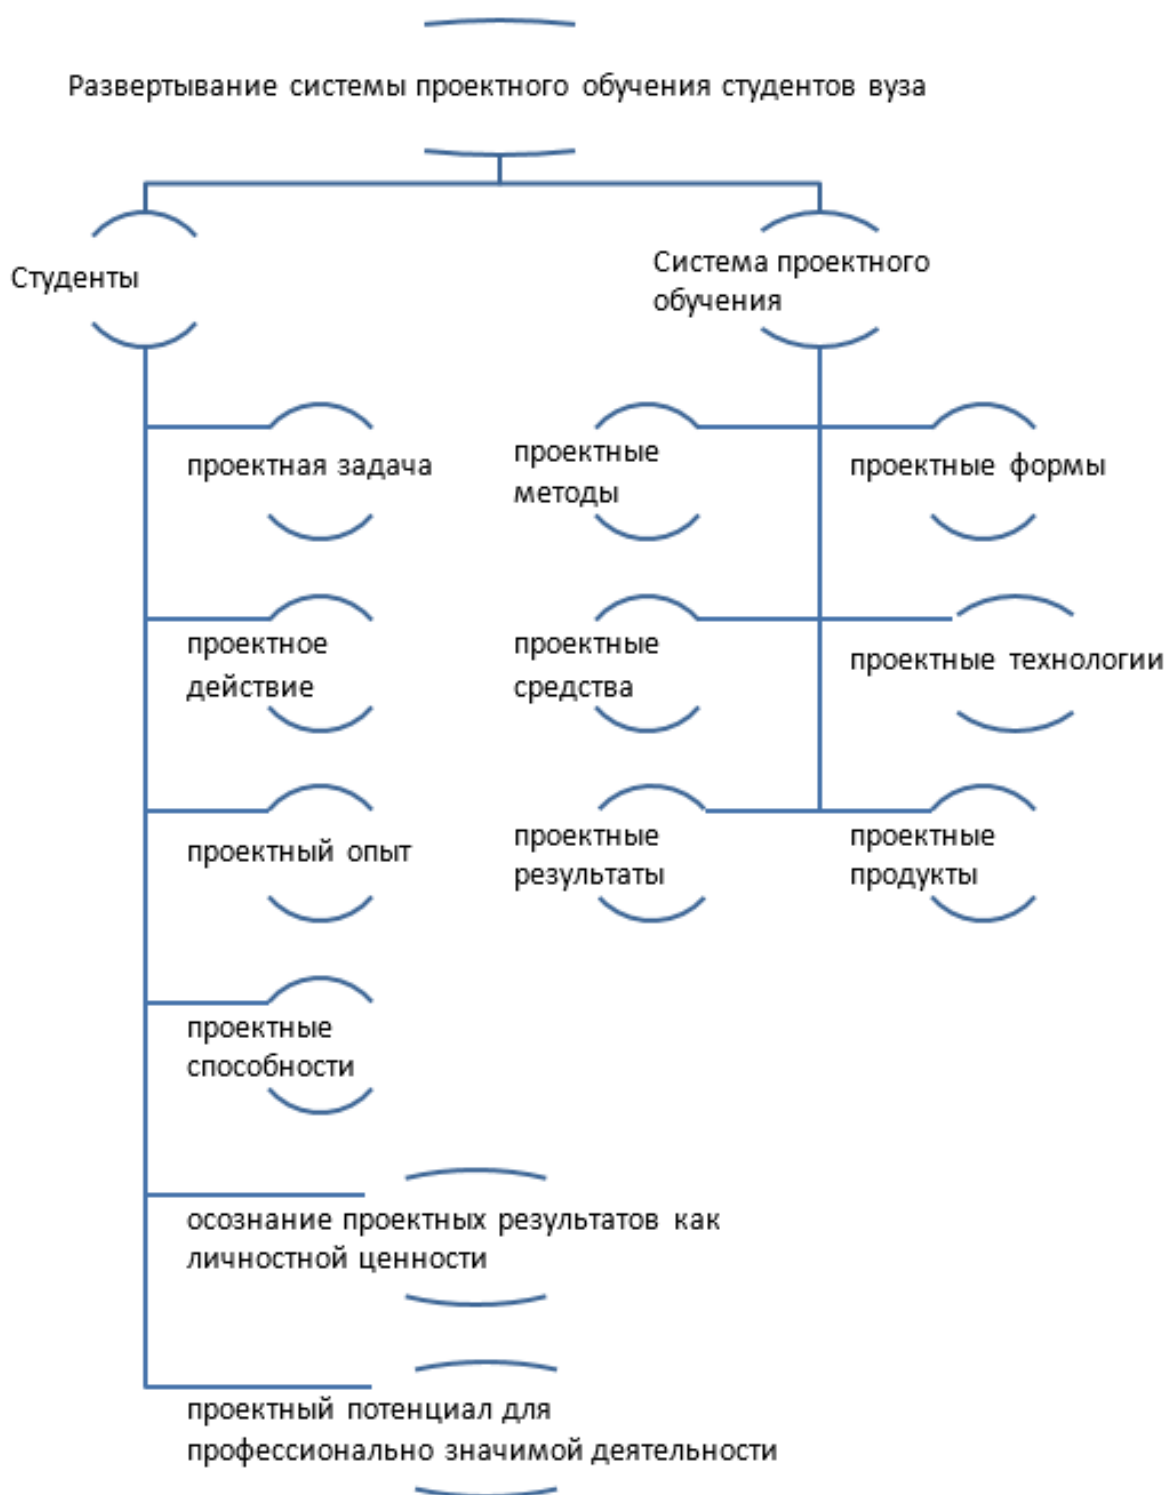 Развертывание системы проектного обучения студентов вуза
Студенты
Система проектного
обучения
проектная задача
проектное
действие
проектный опыт
проектные
способности
осознание проектных результатов как
личностной ценности
проектный потенциал для
профессионально значимой деятельности
проектные
методы
проектные формы
проектные
средства
проектные технологии
проектные
результаты
проектные
продукты